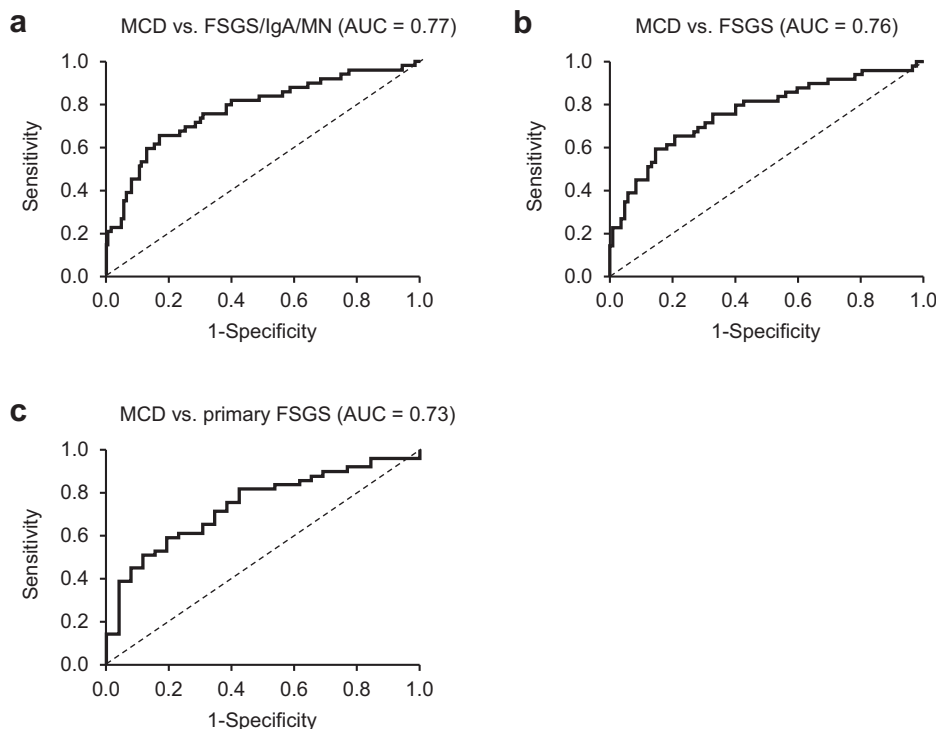 a
MCD vs. FSGS/IgA/MN (AUC = 0.77)
1.0
0.8
0.6
0.4
0.2
0.0
Sensitivity
0.0 0.2 0.4 0.6 0.8 1.0
1-Specificity
b
MCD vs. FSGS (AUC = 0.76)
1.0
0.8
0.6
0.4
0.2
0.0
Sensitivity
0.0 0.2 0.4 0.6 0.8 1.0
1-Specificity
c
MCD vs. primary FSGS (AUC = 0.73)
1.0
0.8
0.6
0.4
0.2
0.0
Sensitivity
0.0 0.2 0.4 0.6 0.8 1.0
1-Specificity